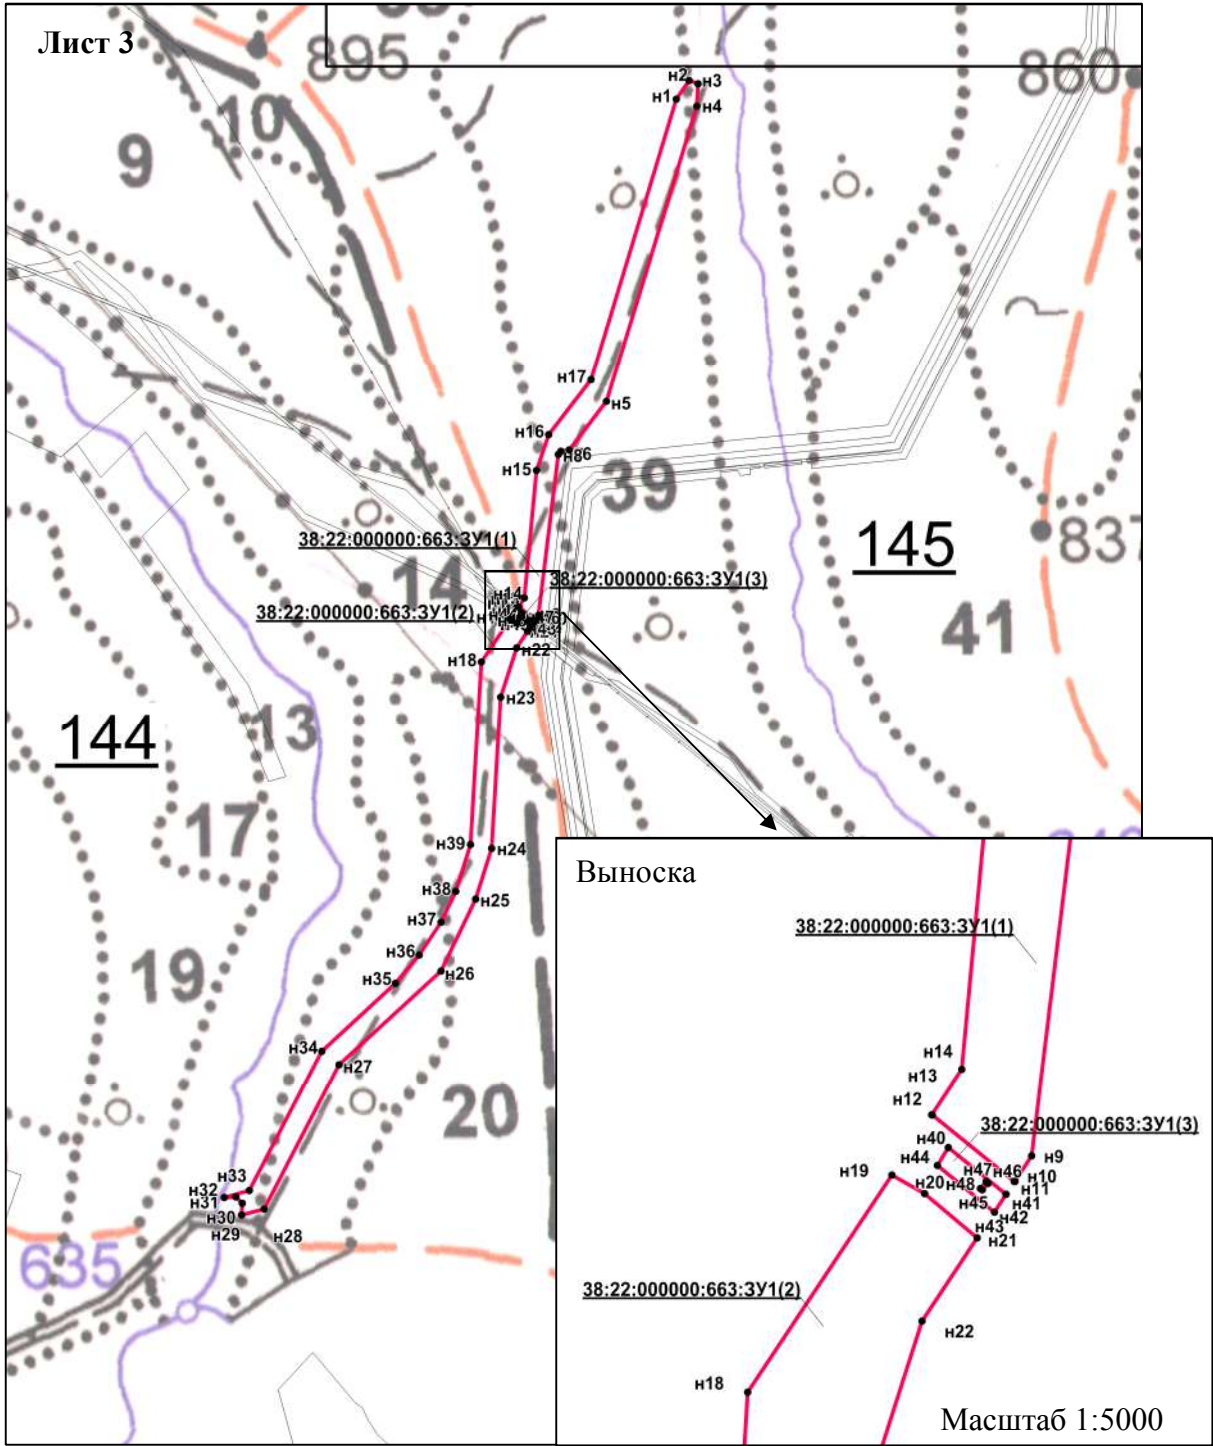 Лист 3
895
860
н2
н3
н1
н4
10
9
н17
н5
н16
н86
н15
39
38:22:000000:663:ЗУ1(1)
145
837
14
38:22:000000:663:ЗУ1(3)
н14
38:22:000000:663:ЗУ1(2)
41
н22
н18
н23
144
13
17
н39
н24
н38
н25
н37
н36
н26
19
н35
н34
н27
20
н33
н32
н31
н30
н29
н28
635
Выноска
38:22:000000:663:ЗУ1(1)
н14
н13
н12
38:22:000000:663:ЗУ1(3)
н40
н9
н44
н19
н47
н46
н10
н20
н48
н11
н45
н41
н42
н43
н21
38:22:000000:663:ЗУ1(2)
н22
н18
Масштаб 1:5000